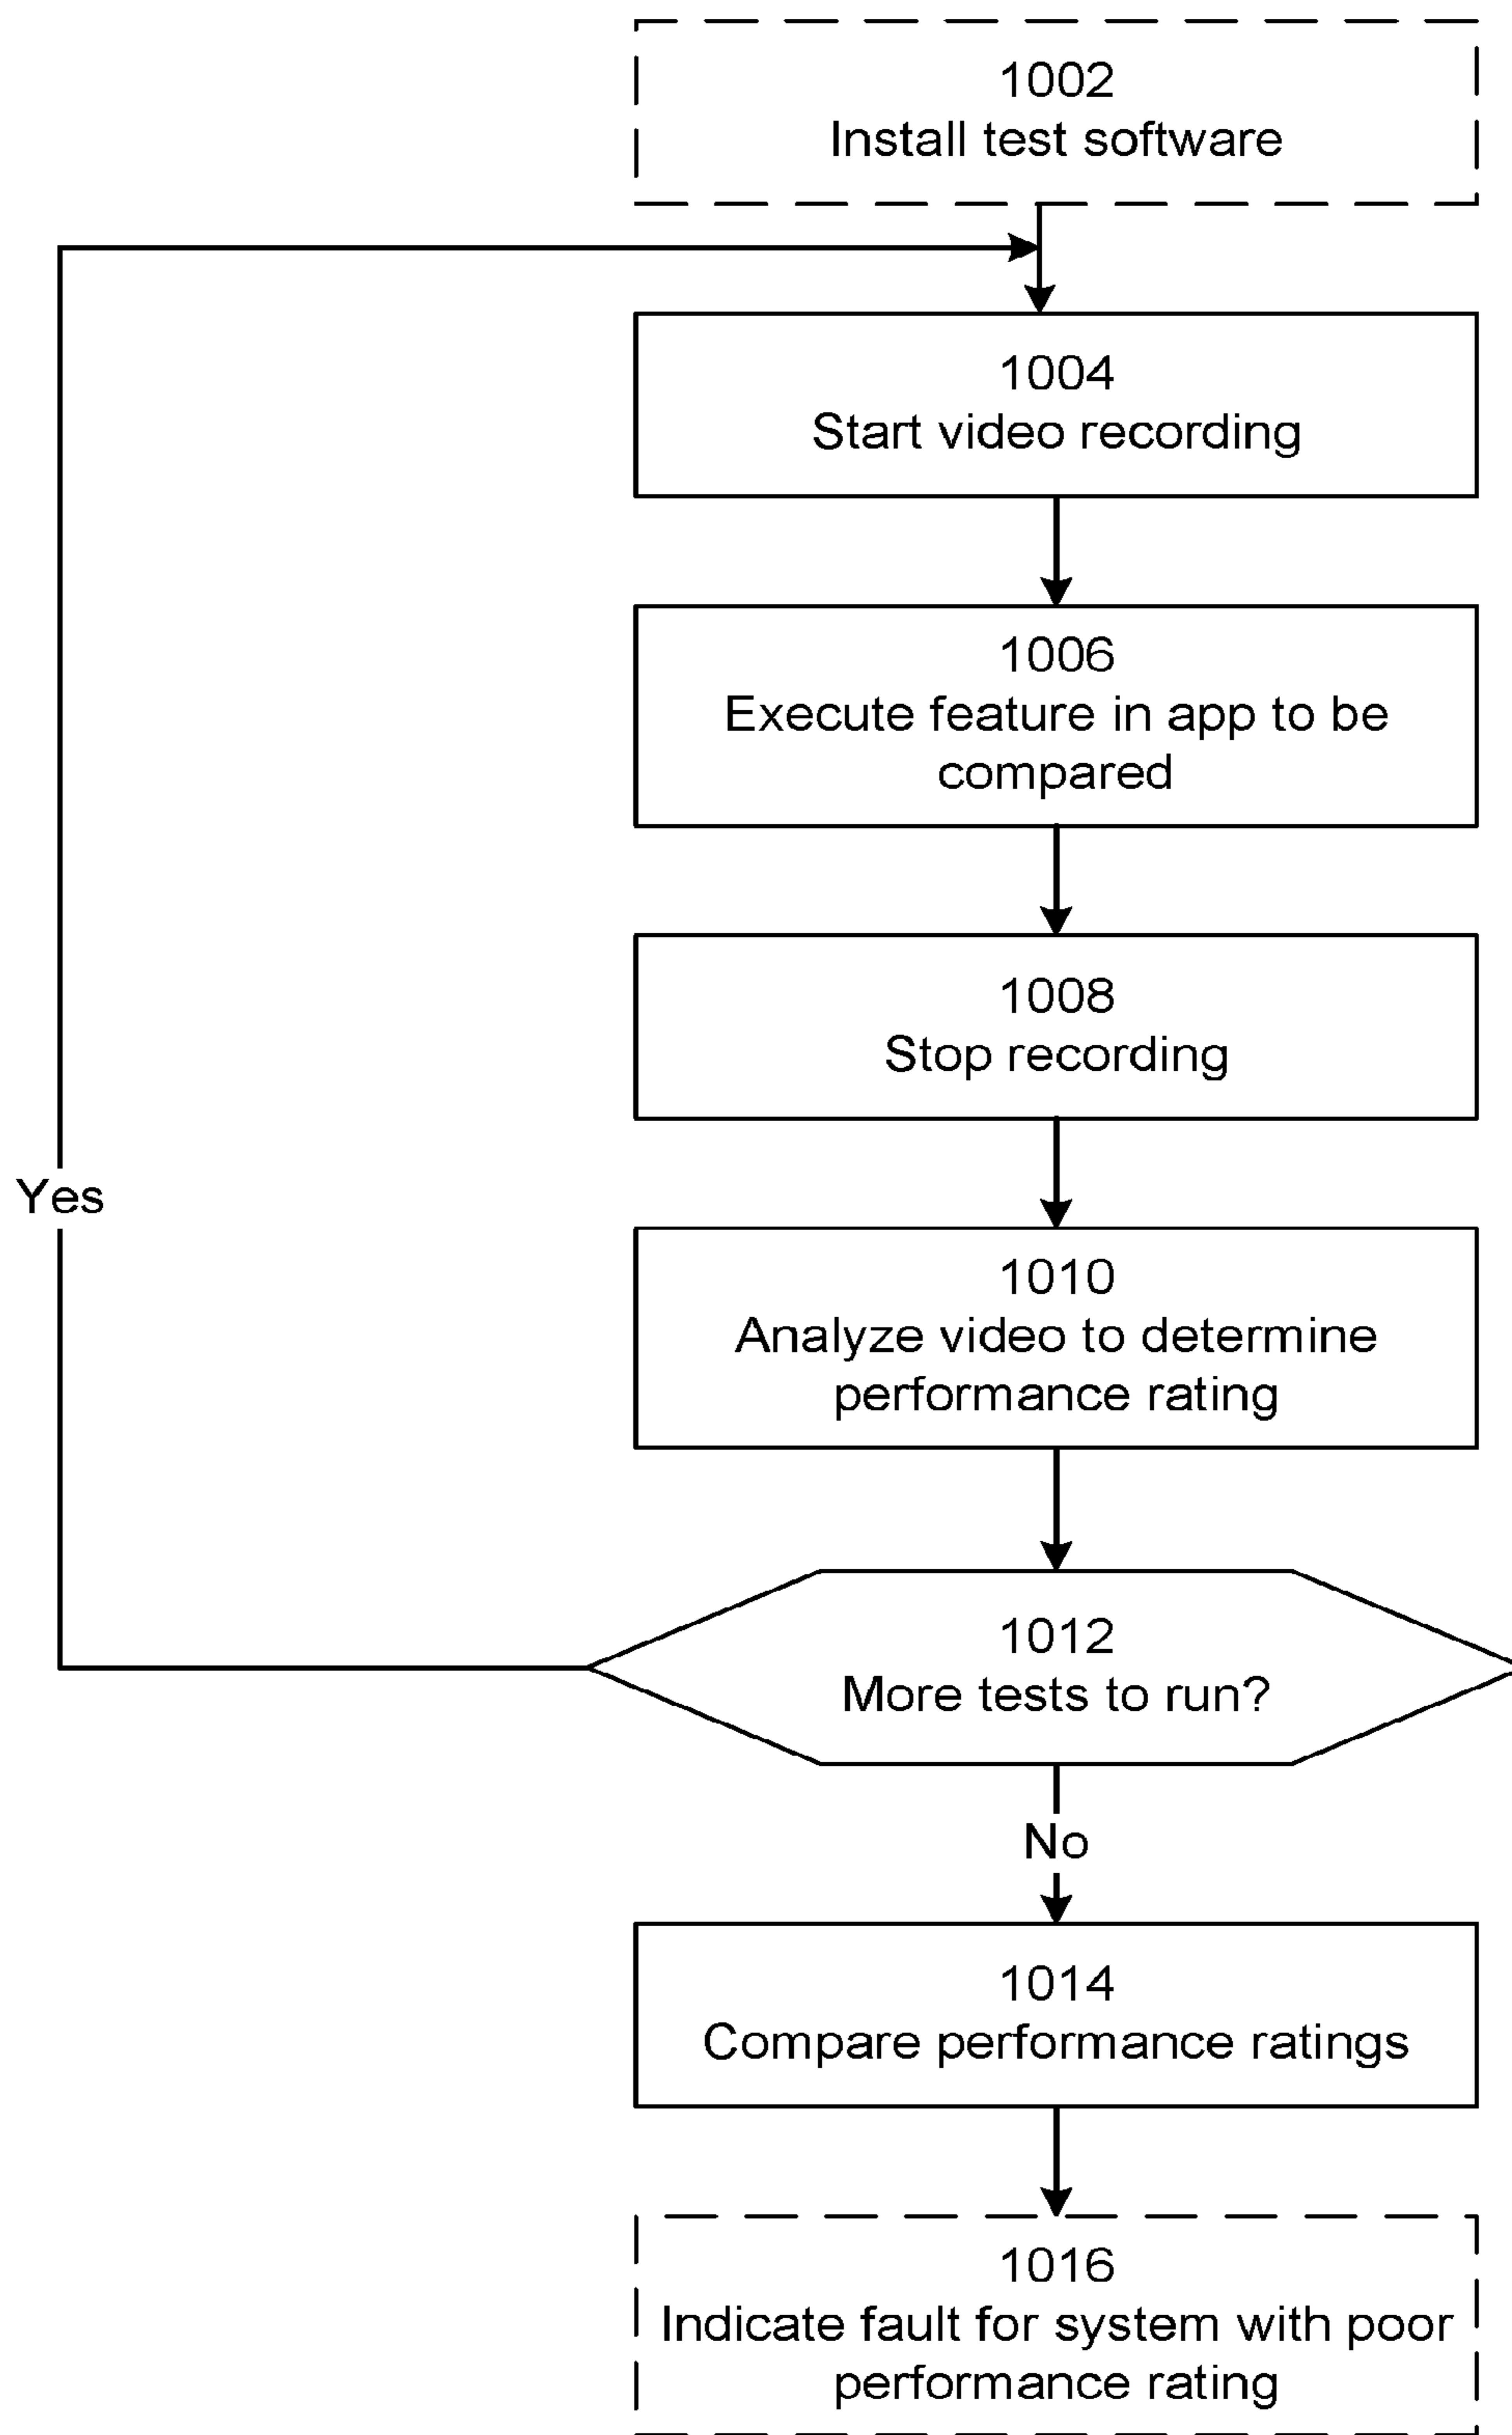 1002
Install test software
1004
Start video recording
1006
Execute feature in app to be
compared
1008
Stop recording
Yes
1010
Analyze video to determine
performance rating
1012
More tests to run?
No
1014
Compare performance ratings
1016
Indicate fault for system with poor
performance rating